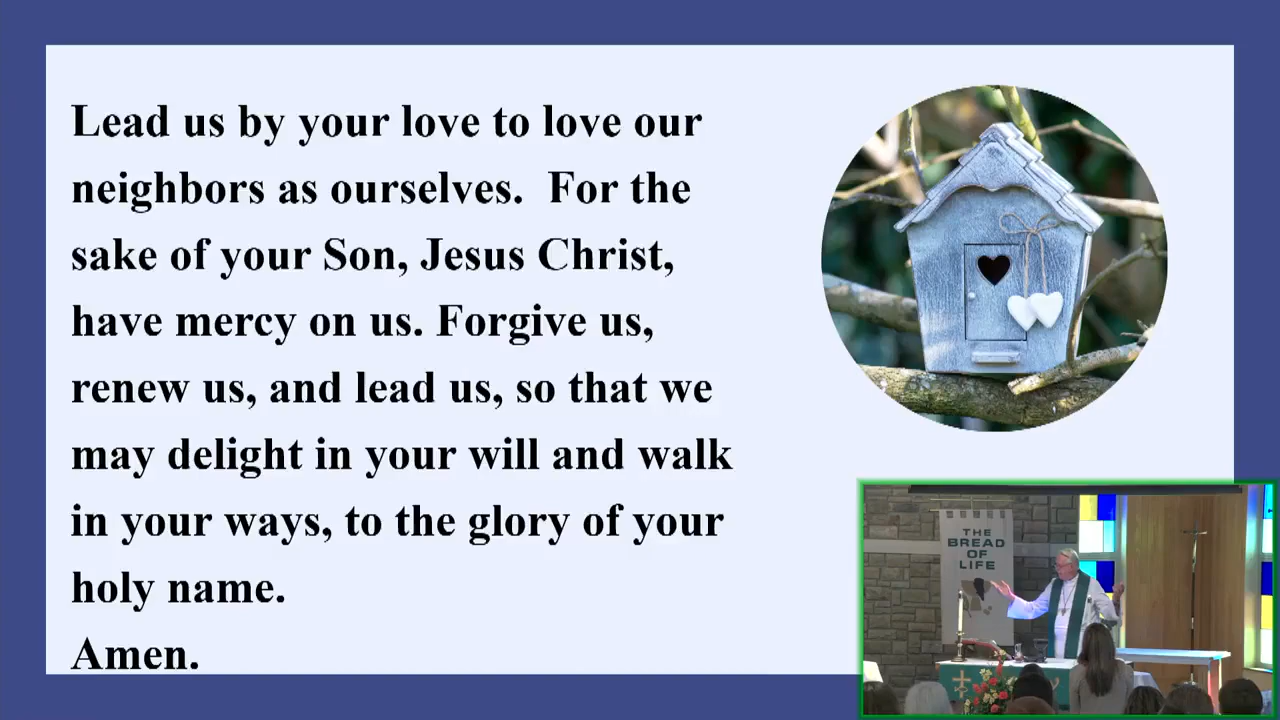 Lead us by your love to love our
neighbors as ourselves.  For the
sake of your Son, Jesus Christ,
have mercy on us. Forgive us,
renew us, and lead us, so that we
may delight in your will and walk
in your ways, to the glory of your
holy name.
Amen.
THE
BREAD
OF
LIFE